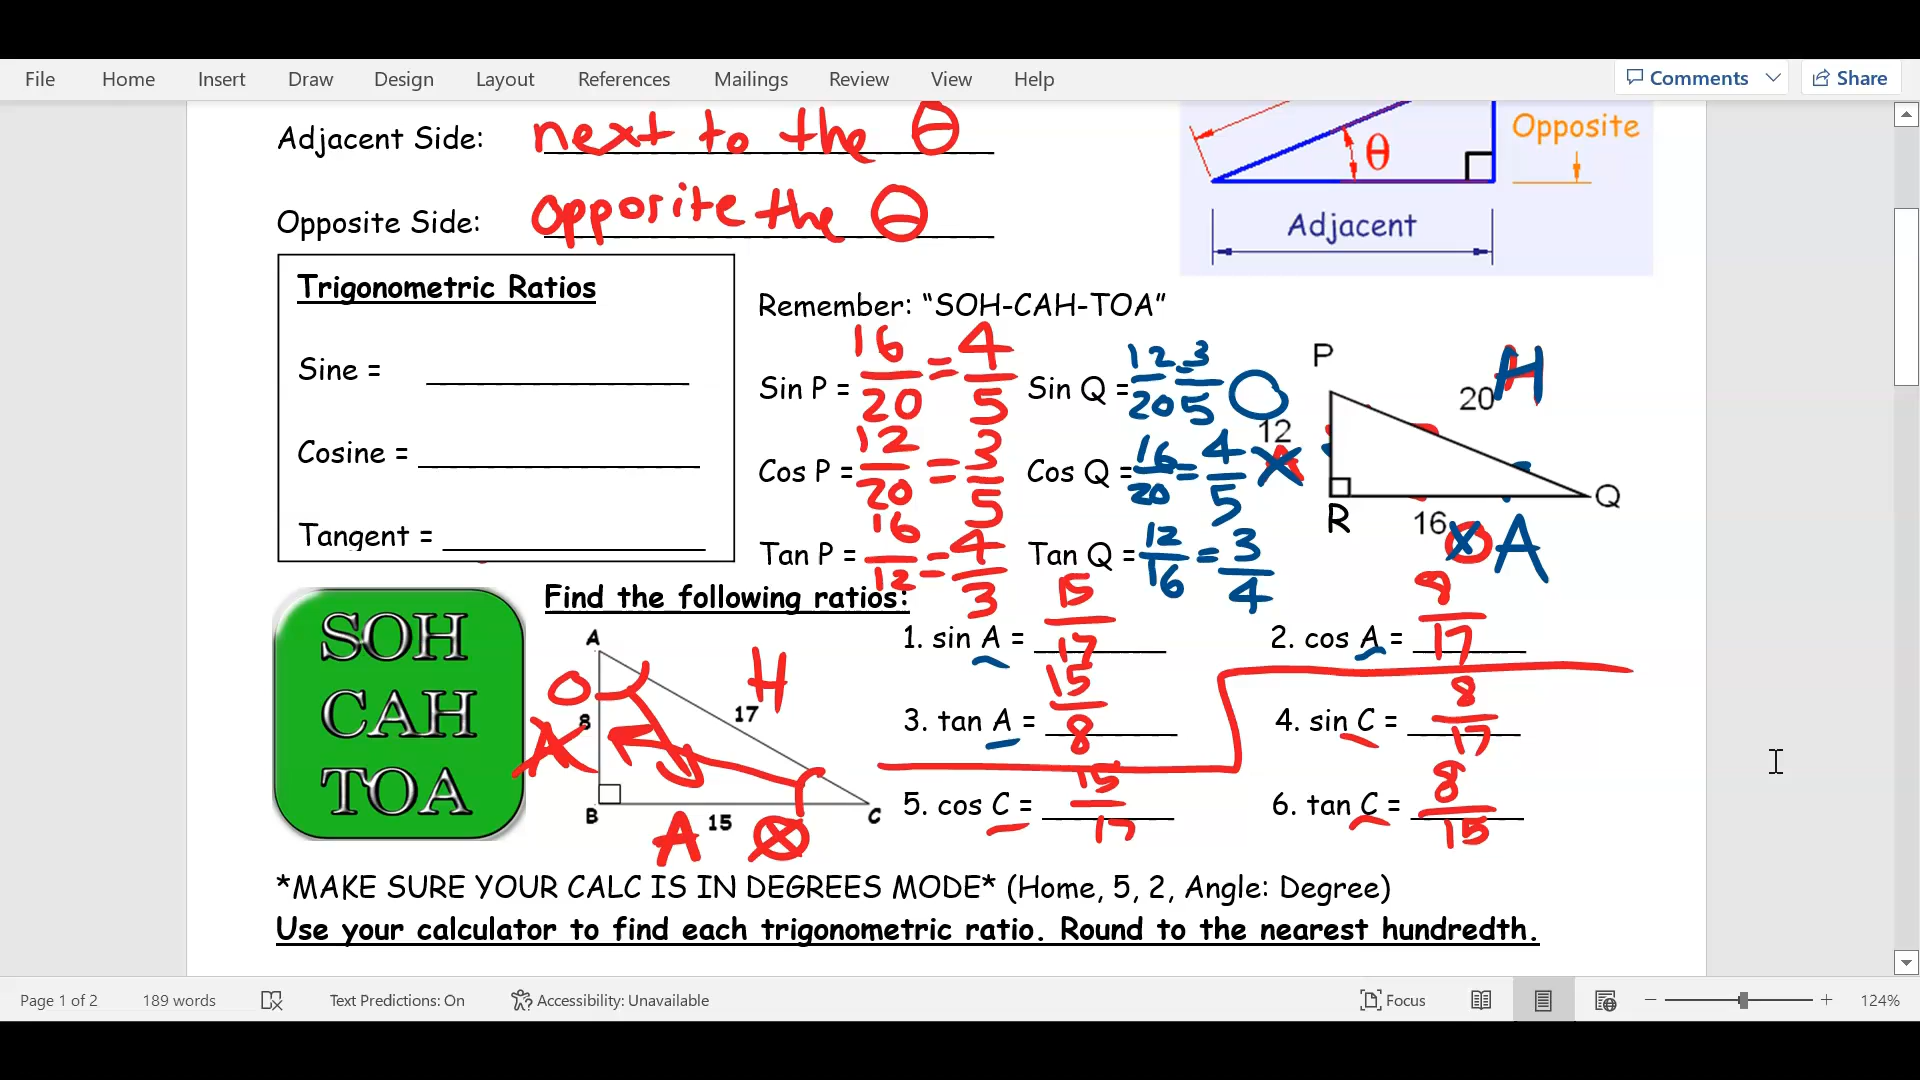 File Home Insert Draw Design Layout References Mailings Review View Help Comments Share
Adjacent Side: next to the θ
Opposite Side: opposite the θ
θ
Opposite
Adjacent
Trigonometric Ratios
Sine = ________________
Cosine = _________________
Tangent = ________________
Remember: “SOH-CAH-TOA”
Sin P = 16/20 = 4/5
Sin Q = 12/20 = 3/5
Cos P = 12/20 = 3/5
Cos Q = 16/20 = 4/5
Tan P = 16/12 = 4/3
Tan Q = 12/16 = 3/4
P
20 H
O
12
A
R
16 O A
Q
SOH
CAH
TOA
Find the following ratios:
A
O
H
8
17
A
B
A 15 O
C
1. sin A = 15/17
2. cos A = 8/17
3. tan A = 15/8
4. sin C = 8/17
5. cos C = 15/17
6. tan C = 8/15
*MAKE SURE YOUR CALC IS IN DEGREES MODE* (Home, 5, 2, Angle: Degree)
Use your calculator to find each trigonometric ratio. Round to the nearest hundredth.
Page 1 of 2 189 words Text Predictions: On Accessibility: Unavailable Focus 124%